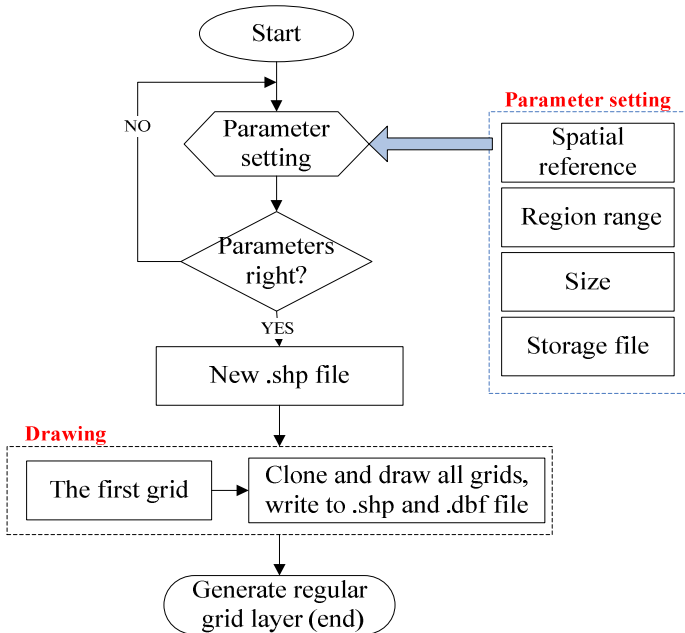 Start
NO
Parameter
setting
Parameter setting
Spatial
reference
Region range
Size
Storage file
Parameters
right?
YES
New .shp file
Drawing
The first grid
Clone and draw all grids,
write to .shp and .dbf file
Generate regular
grid layer (end)